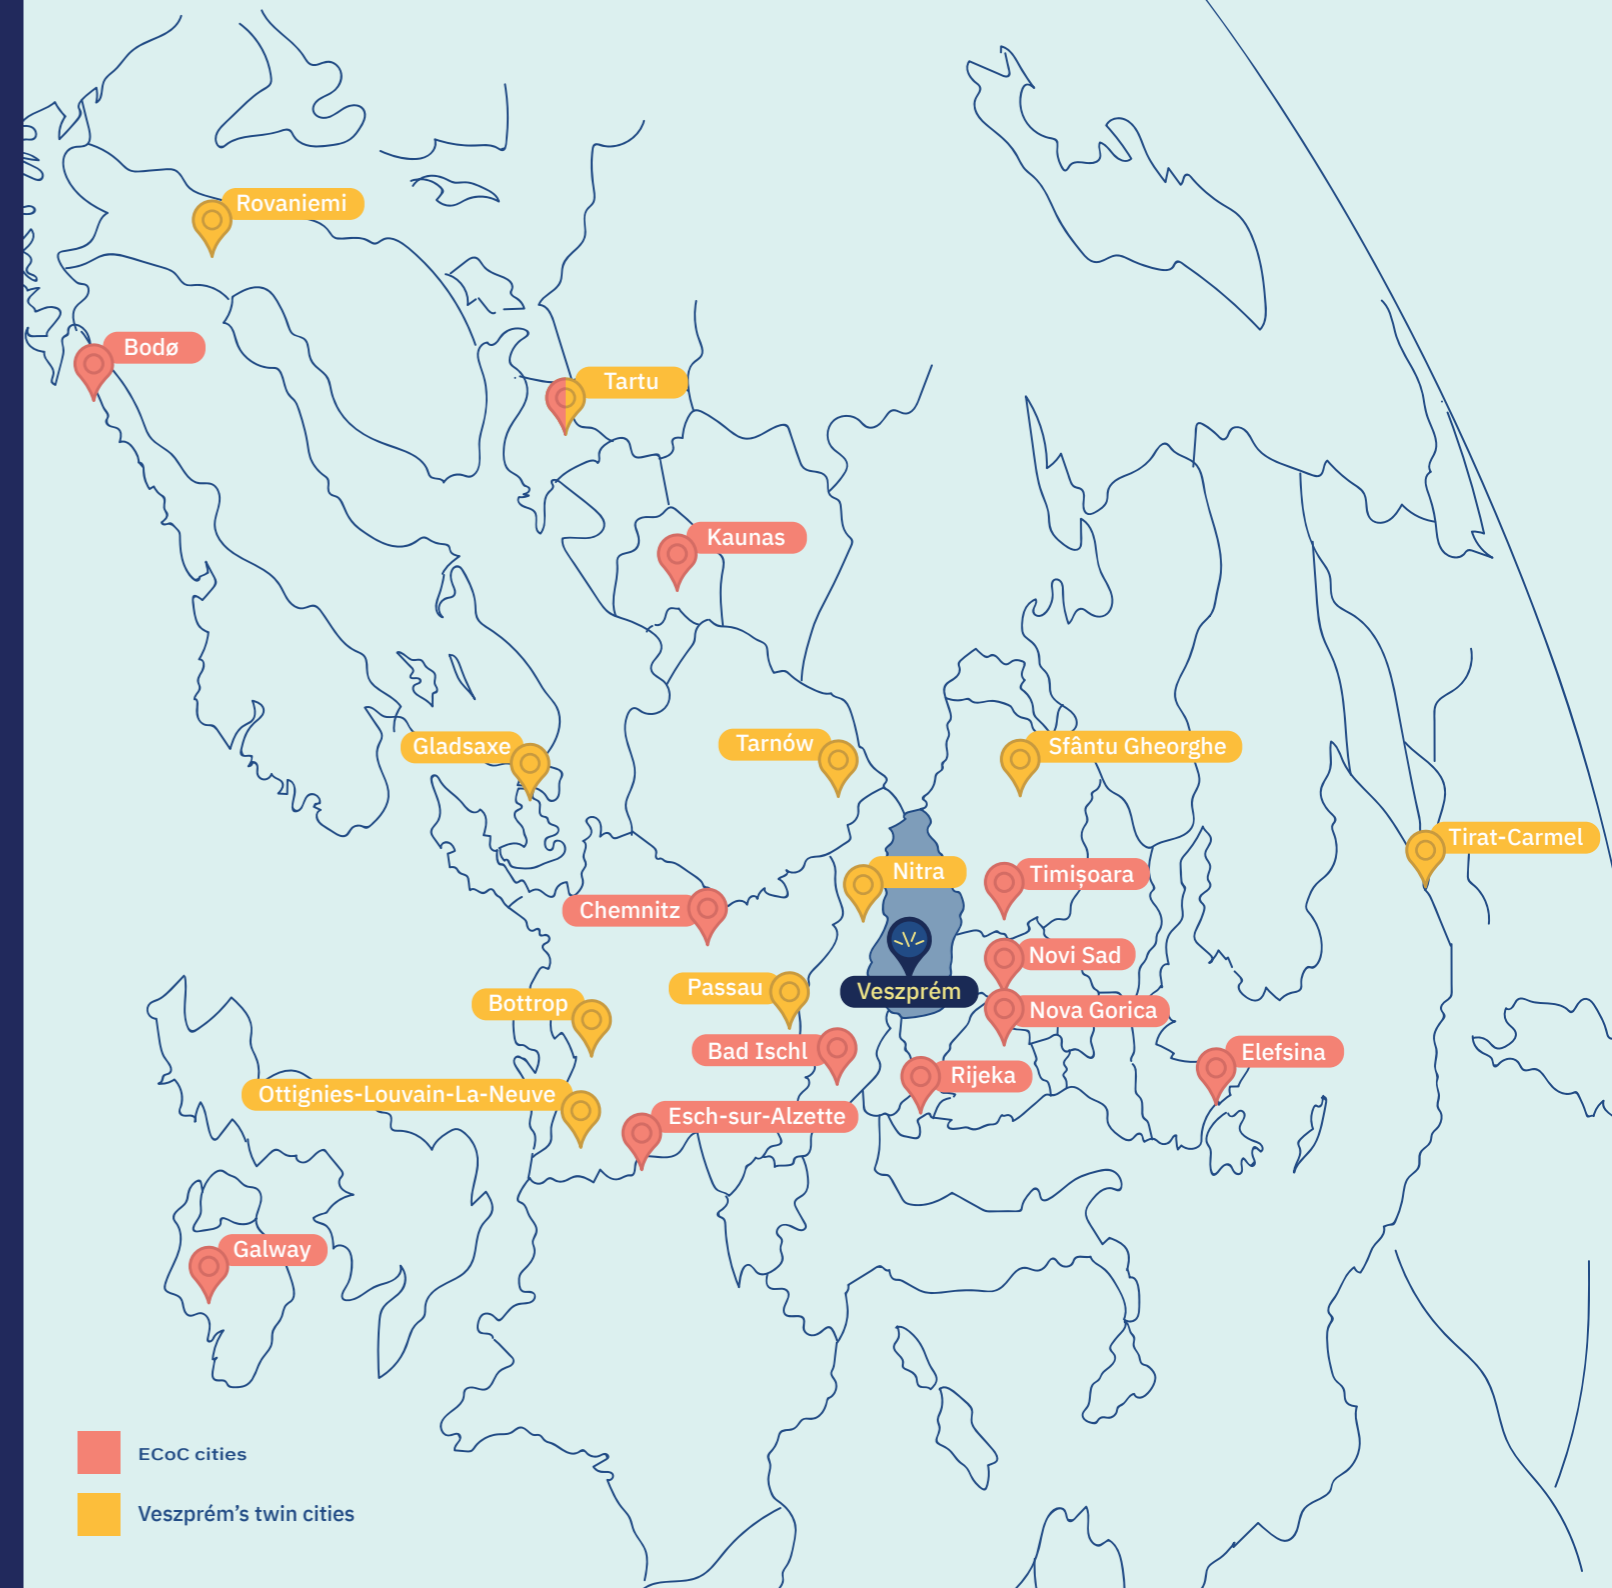 Rovaniemi
Bodø
Tartu
Kaunas
Gladsaxe
Tarnów
Sfântu Gheorghe
Tirat-Carmel
Nitra
Timișoara
Chemnitz
Novi Sad
Passau
Veszprém
Bottrop
Nova Gorica
Bad Ischl
Elefsina
Rijeka
Ottignies-Louvain-La-Neuve
Esch-sur-Alzette
Galway
ECoC cities
Veszprém’s twin cities